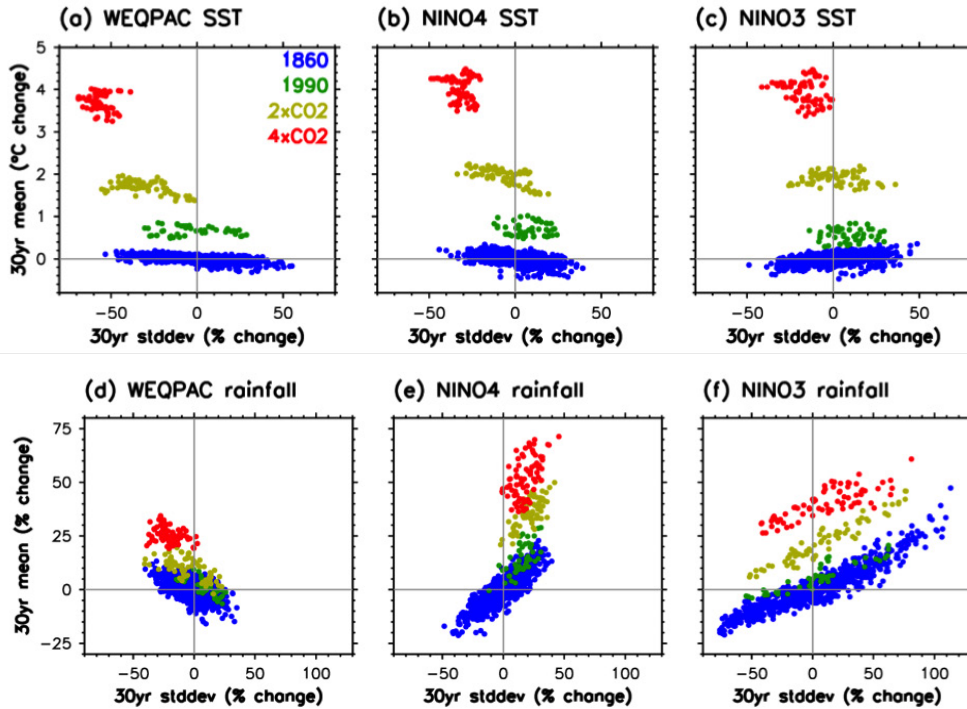 (a) WEQPAC SST
(b) NINO4 SST
(c) NINO3 SST
30yr mean (°C change)
5
4
3
2
1
0
1860
1990
2xCO2
4xCO2
−50 0 50
−50 0 50
−50 0 50
30yr stddev (% change)
30yr stddev (% change)
30yr stddev (% change)
(d) WEQPAC rainfall
(e) NINO4 rainfall
(f) NINO3 rainfall
30yr mean (% change)
75
50
25
0
−25
−50 0 50 100
−50 0 50 100
−50 0 50 100
30yr stddev (% change)
30yr stddev (% change)
30yr stddev (% change)